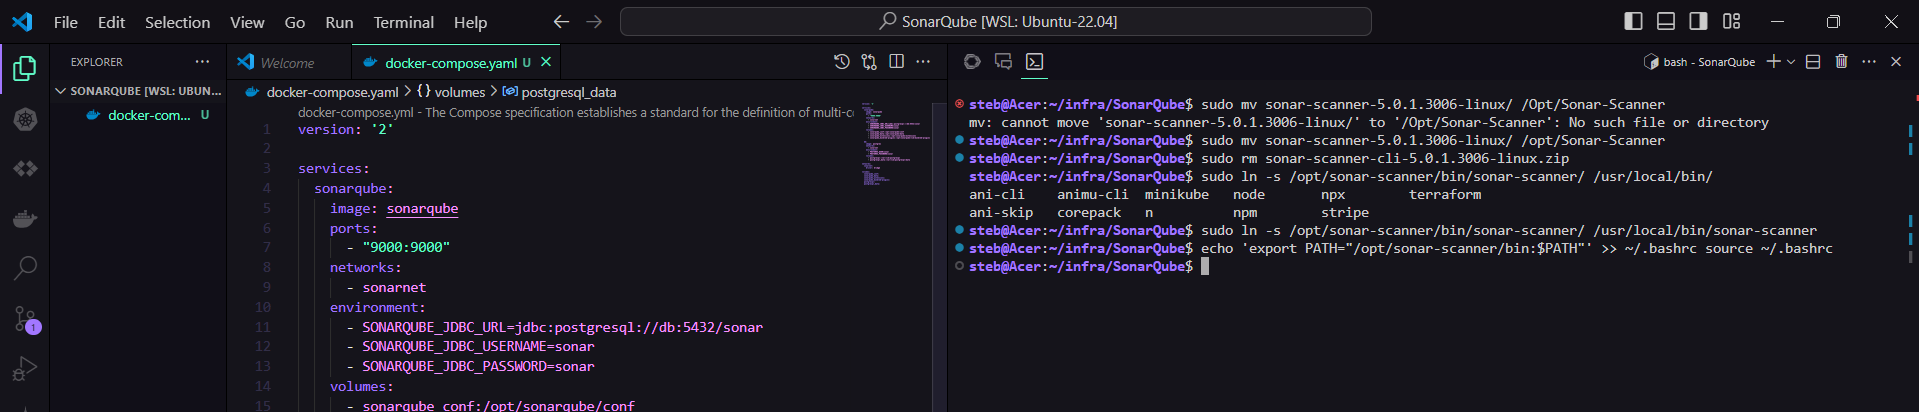 File Edit Selection View Go Run Terminal Help
SonarQube [WSL: Ubuntu-22.04]
EXPLORER
SONARQUBE [WSL: UBUN...
docker-com... U
1
Welcome
docker-compose.yaml U
docker-compose.yaml > {} volumes > postgresql_data
docker-compose.yml - The Compose specification establishes a standard for the definition of multi-c
1 version: '2'
2
3 services:
4 sonarqube:
5 image: sonarqube
6 ports:
7 - "9000:9000"
8 networks:
9 - sonarnet
10 environment:
11 - SONARQUBE_JDBC_URL=jdbc:postgresql://db:5432/sonar
12 - SONARQUBE_JDBC_USERNAME=sonar
13 - SONARQUBE_JDBC_PASSWORD=sonar
14 volumes:
15 - sonarqube_conf:/opt/sonarqube/conf
bash - SonarQube
steb@Acer:~/infra/SonarQube$ sudo mv sonar-scanner-5.0.1.3006-linux/ /Opt/Sonar-Scanner
mv: cannot move 'sonar-scanner-5.0.1.3006-linux/' to '/Opt/Sonar-Scanner': No such file or directory
steb@Acer:~/infra/SonarQube$ sudo mv sonar-scanner-5.0.1.3006-linux/ /opt/Sonar-Scanner
steb@Acer:~/infra/SonarQube$ sudo rm sonar-scanner-cli-5.0.1.3006-linux.zip
steb@Acer:~/infra/SonarQube$ sudo ln -s /opt/sonar-scanner/bin/sonar-scanner/ /usr/local/bin/
ani-cli animu-cli minikube node npx terraform
ani-skip corepack n npm stripe
steb@Acer:~/infra/SonarQube$ sudo ln -s /opt/sonar-scanner/bin/sonar-scanner/ /usr/local/bin/sonar-scanner
steb@Acer:~/infra/SonarQube$ echo 'export PATH="/opt/sonar-scanner/bin:$PATH"' >> ~/.bashrc source ~/.bashrc
steb@Acer:~/infra/SonarQube$